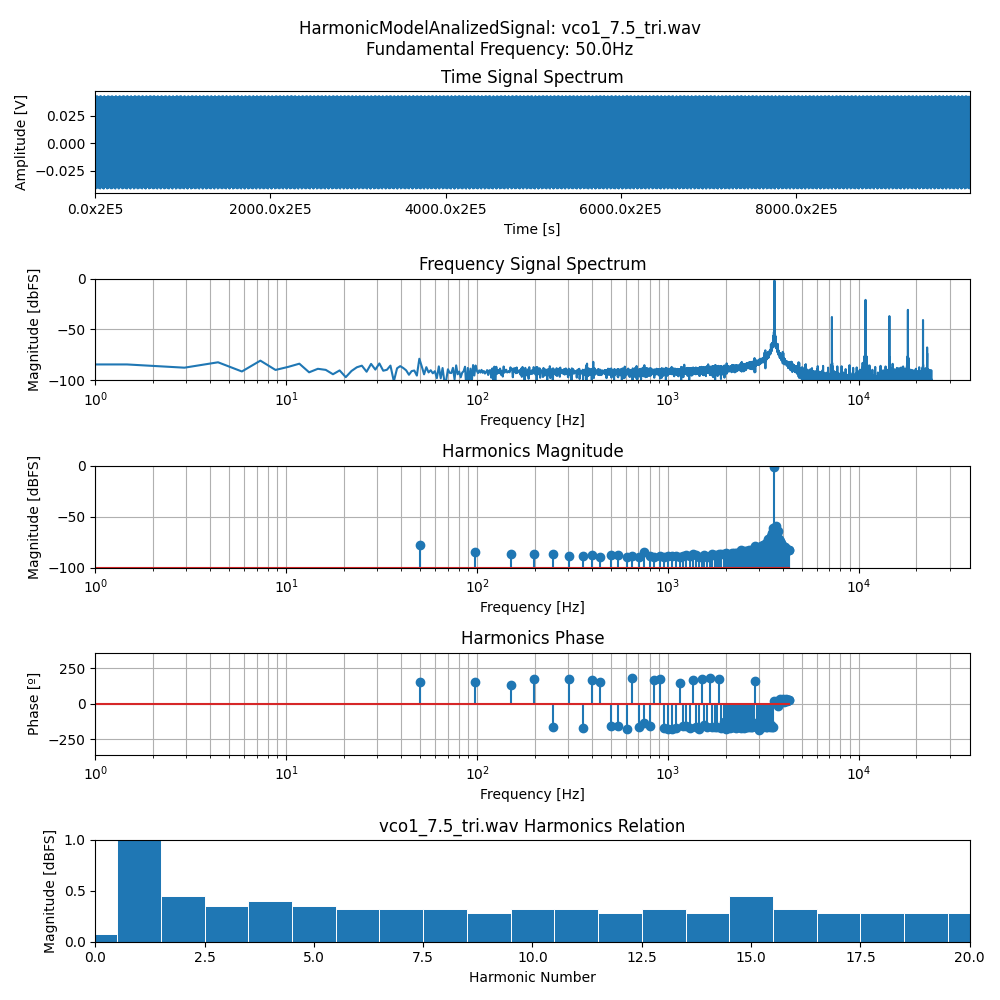 HarmonicModelAnalizedSignal: vco1_7.5_tri.wav
Fundamental Frequency: 50.0Hz
Time Signal Spectrum
Amplitude [V]
0.025
0.000
−0.025
0.0x2E5 2000.0x2E5 4000.0x2E5 6000.0x2E5 8000.0x2E5
Time [s]
Frequency Signal Spectrum
Magnitude [dbFS]
0
−50
−100
10^0 10^1 10^2 10^3 10^4
Frequency [Hz]
Harmonics Magnitude
Magnitude [dBFS]
0
−50
−100
10^0 10^1 10^2 10^3 10^4
Frequency [Hz]
Harmonics Phase
Phase [º]
250
0
−250
10^0 10^1 10^2 10^3 10^4
Frequency [Hz]
vco1_7.5_tri.wav Harmonics Relation
Magnitude [dBFS]
1.0
0.5
0.0
0.0 2.5 5.0 7.5 10.0 12.5 15.0 17.5 20.0
Harmonic Number